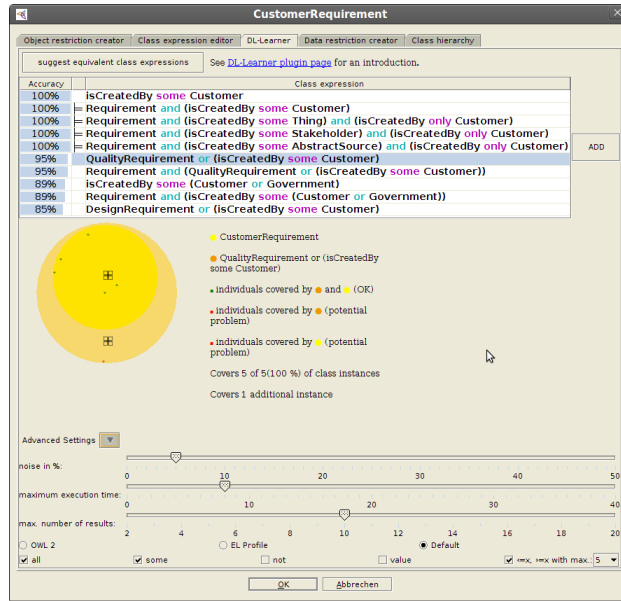 CustomerRequirement
Object restriction creator Class expression editor DL-Learner Data restriction creator Class hierarchy
suggest equivalent class expressions See DL-Learner plugin page for an introduction.
Accuracy Class expression
100% isCreatedBy some Customer
100% Requirement and (isCreatedBy some Customer)
100% Requirement and (isCreatedBy some Thing) and (isCreatedBy only Customer)
100% Requirement and (isCreatedBy some Stakeholder) and (isCreatedBy only Customer)
100% Requirement and (isCreatedBy some AbstractSource) and (isCreatedBy only Customer)
ADD
95% QualityRequirement or (isCreatedBy some Customer)
95% Requirement and (QualityRequirement or (isCreatedBy some Customer))
89% isCreatedBy some (Customer or Government)
89% Requirement and (isCreatedBy some (Customer or Government))
85% DesignRequirement or (isCreatedBy some Customer)
CustomerRequirement
QualityRequirement or (isCreatedBy
some Customer)
individuals covered by and (OK)
individuals covered by (potential
problem)
individuals covered by (potential
problem)
Covers 5 of 5(100 %) of class instances
Covers 1 additional instance
Advanced Settings
noise in %:
0 10 20 30 40 50
maximum execution time:
0 10 20 30 40
max. number of results:
2 4 6 8 10 12 14 16 18 20
OWL 2 EL Profile Default
all some not value <=x, >=x with max.: 5
OK Abbrechen